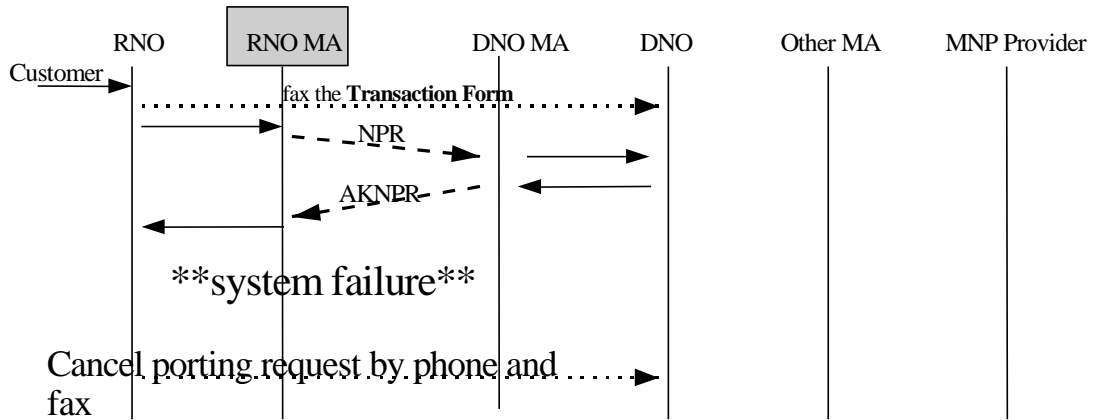 RNO RNO MA DNO MA DNO Other MA MNP Provider
Customer
fax the Transaction Form
NPR
AKNPR
**system failure**
Cancel porting request by phone and
fax